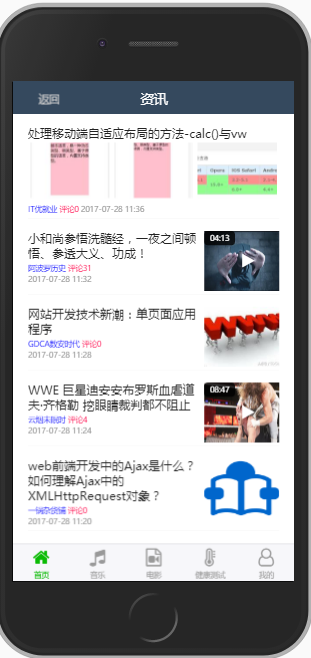 返回
资讯
处理移动端自适应布局的方法-calc()与vw
IT优就业 评论0 2017-07-28 11:36
小和尚参悟洗髓经，一夜之间顿
悟、参透大义、功成！
阿波罗历史 评论31
2017-07-28 11:32
04:13
网站开发技术新潮：单页面应用
程序
GDCA数安时代 评论0
2017-07-28 11:28
WWE 巨星迪安安布罗斯血虐道
夫·齐格勒 挖眼睛裁判都不阻止
云烟未刚时 评论4
2017-07-28 11:24
08:47
web前端开发中的Ajax是什么？
如何理解Ajax中的
XMLHttpRequest对象？
一锅杂货铺 评论0
2017-07-28 11:20
首页
音乐
电影
健康测试
我的